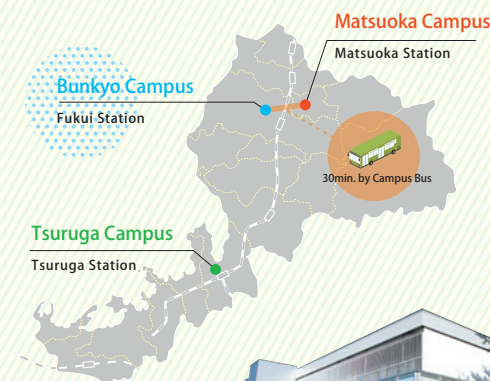 Matsuoka Campus
Matsuoka Station
Bunkyo Campus
Fukui Station
30min. by Campus Bus
Tsuruga Campus
Tsuruga Station